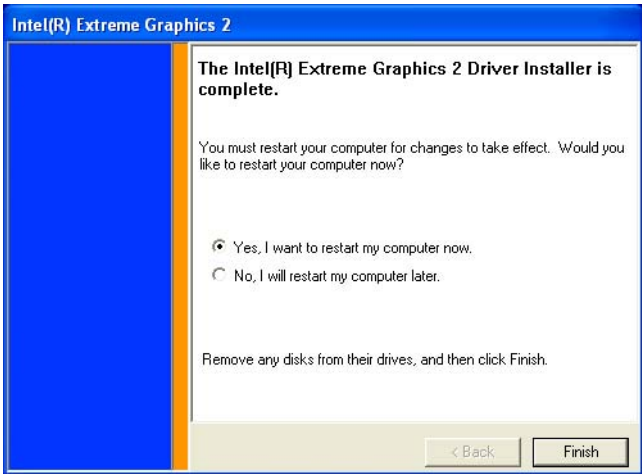 Intel(R) Extreme Graphics 2
The Intel(R) Extreme Graphics 2 Driver Installer is
complete.
You must restart your computer for changes to take effect. Would you
like to restart your computer now?
Yes, I want to restart my computer now.
No, I will restart my computer later.
Remove any disks from their drives, and then click Finish.
< Back
Finish